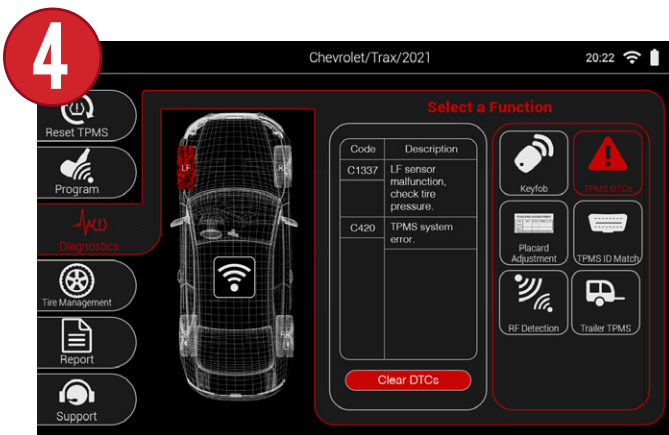 4
Chevrolet/Trax/2021
20:22
Reset TPMS
Program
Diagnostics
Tire Management
Report
Support
LF
RF
RR
Select a Function
Code Description
C1337 LF sensor
malfunction,
check tire
pressure.
C420 TPMS system
error.
Clear DTCs
Keyfob
TPMS DTCs
PLACARD ADJUSTMENT
Placard
Adjustment
TPMS ID Match
RF Detection
Trailer TPMS